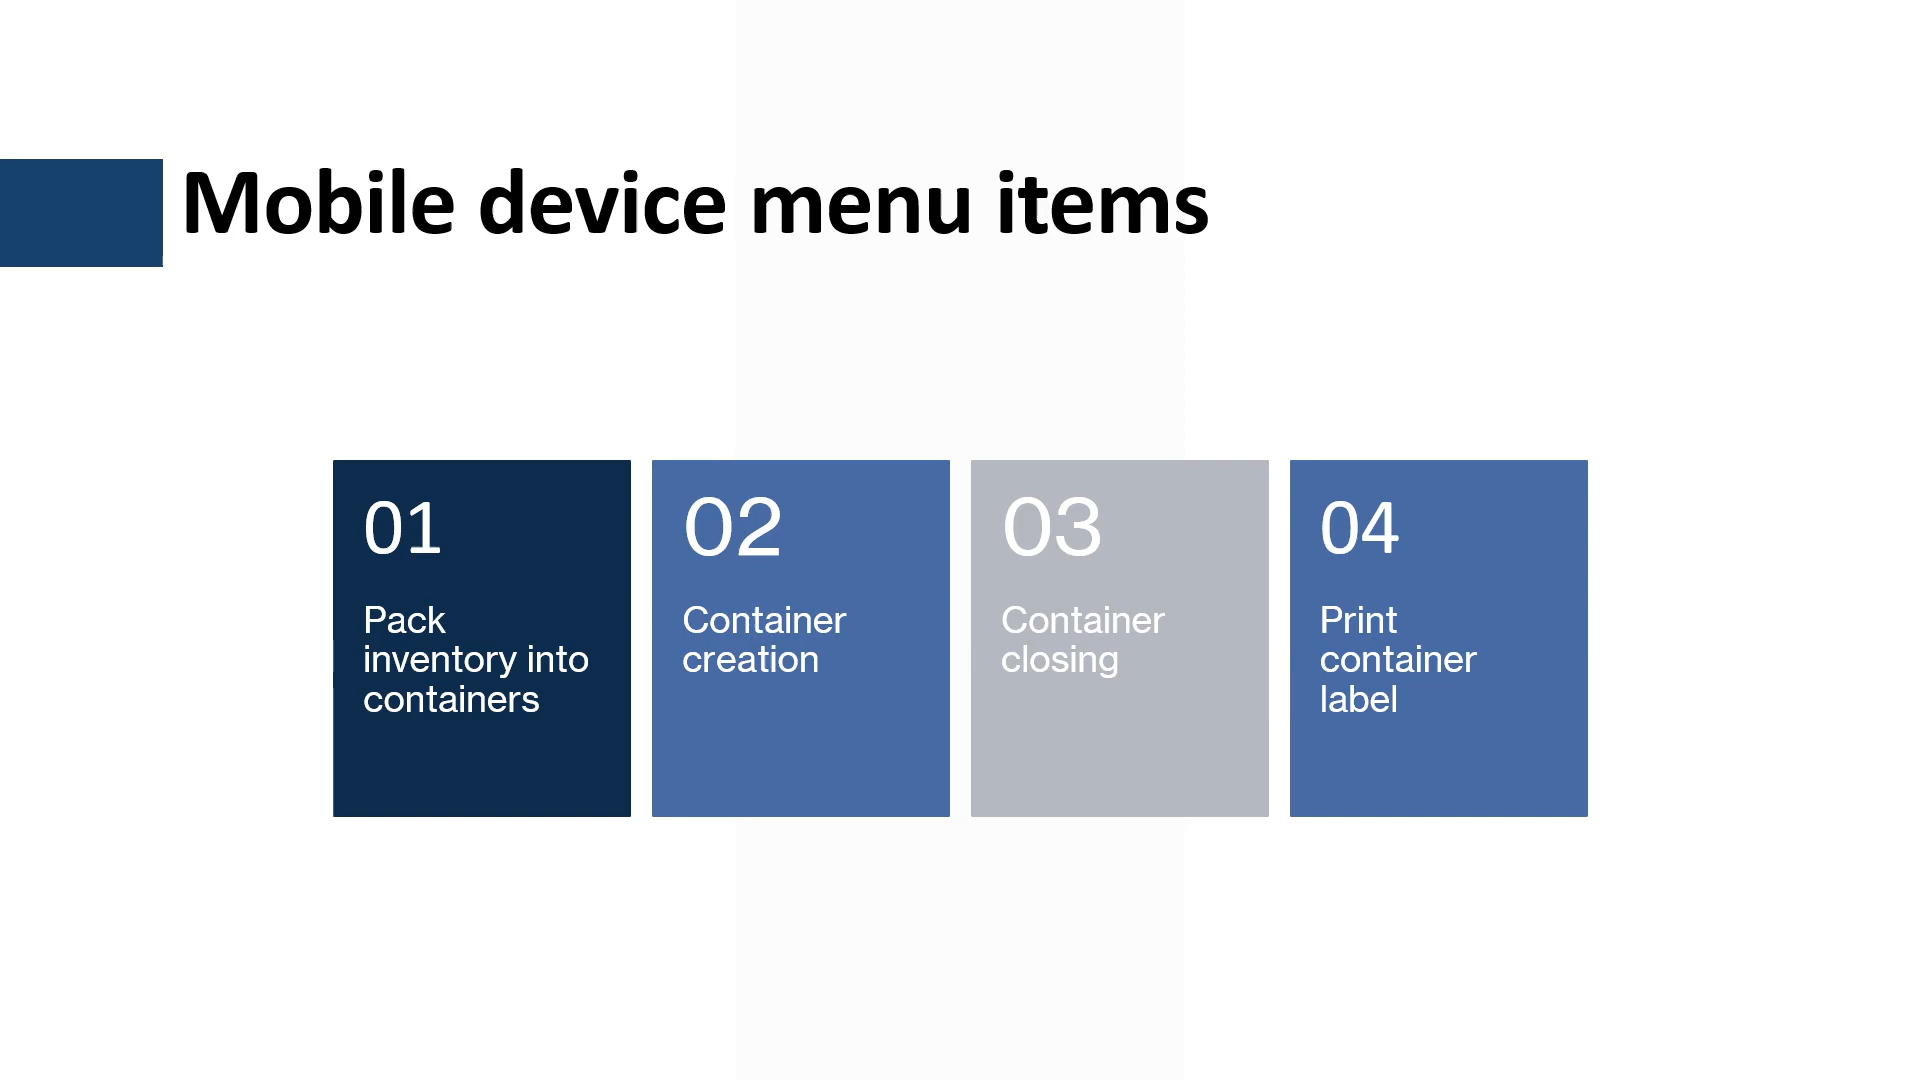 Mobile device menu items
01
Pack
inventory into
containers
02
Container
creation
03
Container
closing
04
Print
container
label